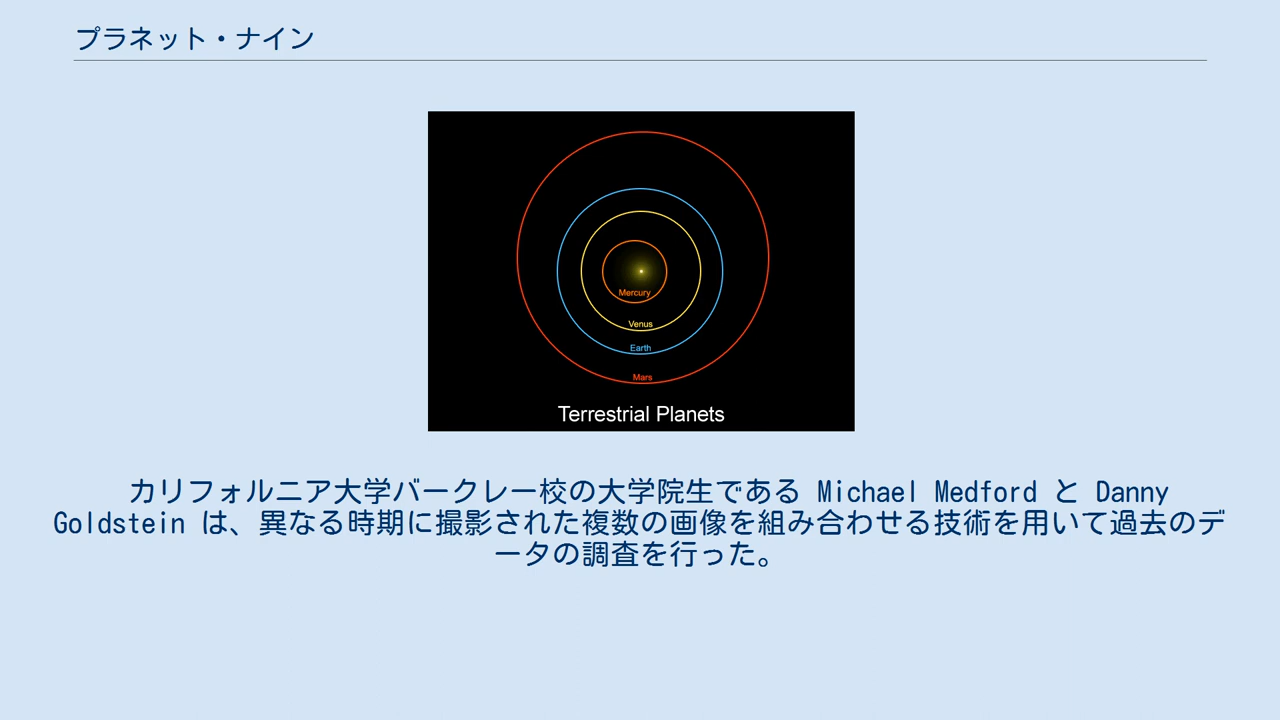 プラネット・ナイン
Mercury
Venus
Earth
Mars
Terrestrial Planets
カリフォルニア大学バークレー校の大学院生である Michael Medford と Danny
Goldstein は、異なる時期に撮影された複数の画像を組み合わせる技術を用いて過去のデ
ータの調査を行った。